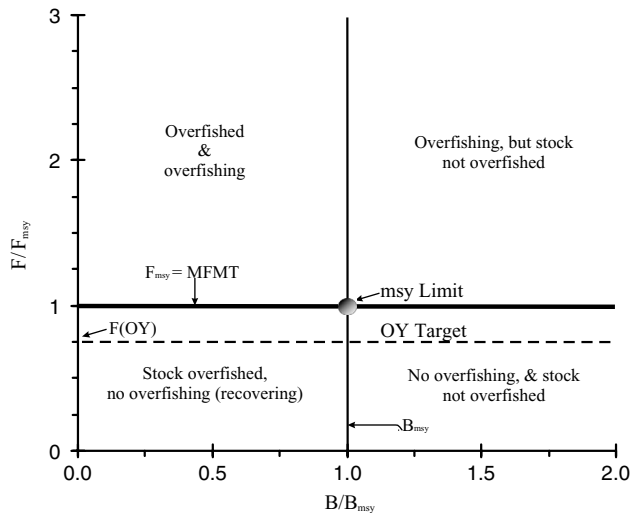 3
Overfished
&
overfishing
Overfishing, but stock
not overfished
2
F/Fmsy
Fmsy = MFMT
msy Limit
1
F(OY)
OY Target
Stock overfished,
no overfishing (recovering)
No overfishing, & stock
not overfished
Bmsy
0
0.0
0.5
1.0
1.5
2.0
B/Bmsy